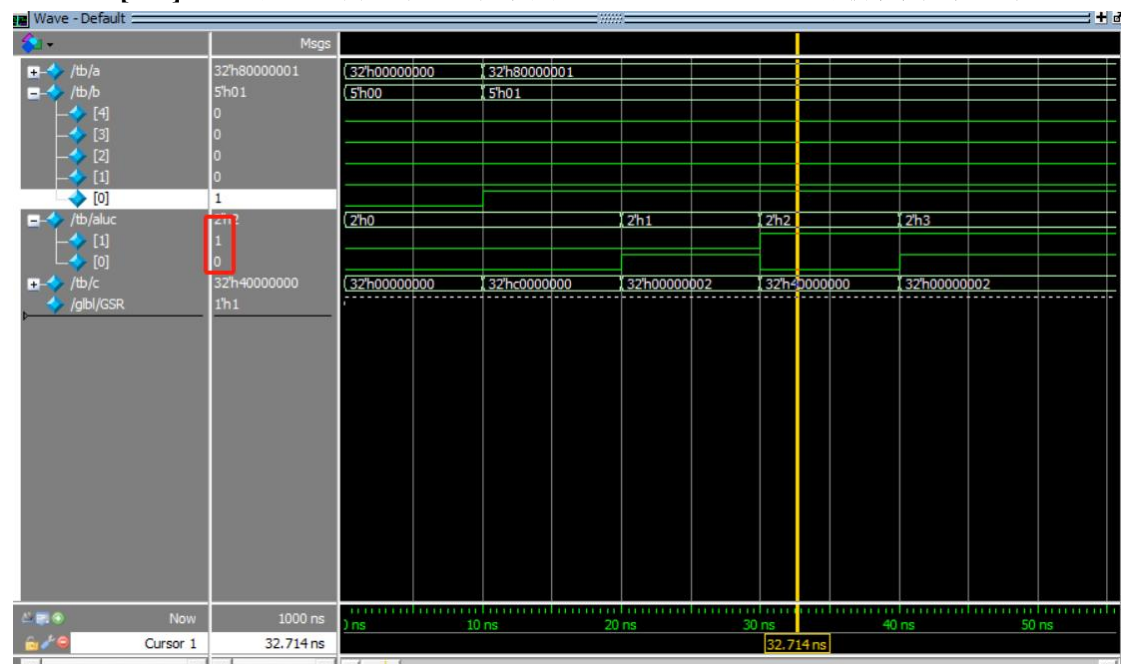 Wave - Default
Msgs
/tb/a 32'h80000001 32'h00000000 32'h80000001
/tb/b 5'h01 5'h00 5'h01
[4] 0
[3] 0
[2] 0
[1] 0
[0] 1
/tb/aluc 2'h2 2'h0 2'h1 2'h2 2'h3
[1] 1
[0] 0
/tb/c 32'h40000000 32'h00000000 32'hc0000000 32'h00000002 32'h40000000 32'h00000002
/glbl/GSR 1'h1
Now 1000 ns ns 10 ns 20 ns 30 ns 40 ns 50 ns
Cursor 1 32.714 ns 32.714 ns